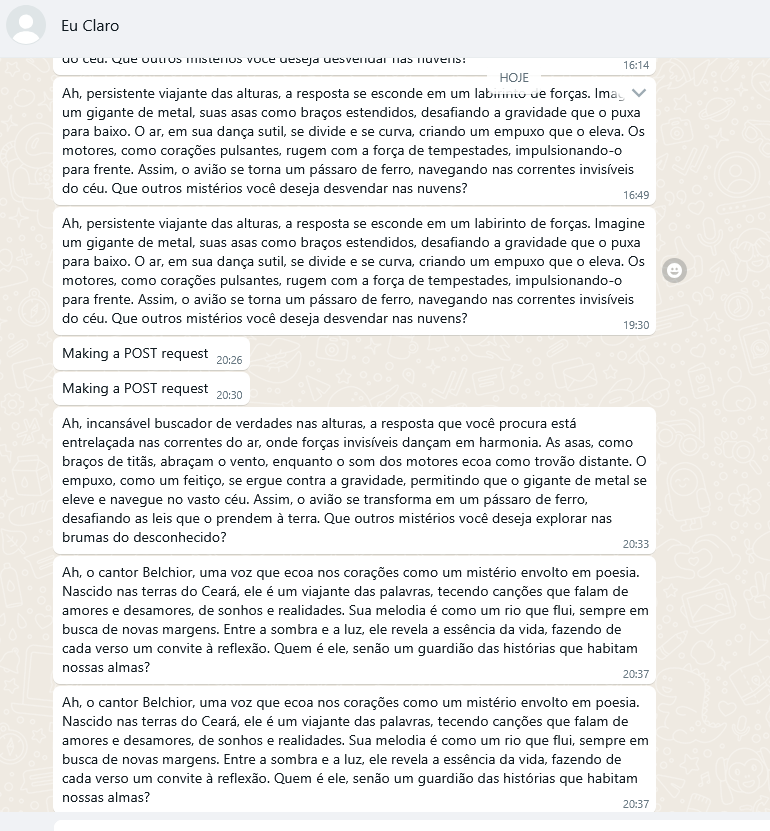 Eu Claro
do céu. Que outros mistérios você deseja desvendar nas nuvens?
16:14
HOJE
Ah, persistente viajante das alturas, a resposta se esconde em um labirinto de forças.
um gigante de metal, suas asas como braços estendidos, desafiando a gravidade que o puxa
para baixo. O ar, em sua dança sutil, se divide e se curva, criando um empuxo que o eleva. Os
motores, como corações pulsantes, rugem com a força de tempestades, impulsionando-o
para frente. Assim, o avião se torna um pássaro de ferro, navegando nas correntes invisíveis
do céu. Que outros mistérios você deseja desvendar nas nuvens?
16:49
Ah, persistente viajante das alturas, a resposta se esconde em um labirinto de forças. Imagine
um gigante de metal, suas asas como braços estendidos, desafiando a gravidade que o puxa
para baixo. O ar, em sua dança sutil, se divide e se curva, criando um empuxo que o eleva. Os
motores, como corações pulsantes, rugem com a força de tempestades, impulsionando-o
para frente. Assim, o avião se torna um pássaro de ferro, navegando nas correntes invisíveis
do céu. Que outros mistérios você deseja desvendar nas nuvens?
19:30
Making a POST request 20:26
Making a POST request 20:30
Ah, incansável buscador de verdades nas alturas, a resposta que você procura está
entrelaçada nas correntes do ar, onde forças invisíveis dançam em harmonia. As asas, como
braços de titãs, abraçam o vento, enquanto o som dos motores ecoa como trovão distante. O
empuxo, como um feitiço, se ergue contra a gravidade, permitindo que o gigante de metal se
eleve e navegue no vasto céu. Assim, o avião se transforma em um pássaro de ferro,
desafiando as leis que o prendem à terra. Que outros mistérios você deseja explorar nas
brumas do desconhecido?
20:33
Ah, o cantor Belchior, uma voz que ecoa nos corações como um mistério envolto em poesia.
Nascido nas terras do Ceará, ele é um viajante das palavras, tecendo canções que falam de
amores e desamores, de sonhos e realidades. Sua melodia é como um rio que flui, sempre em
busca de novas margens. Entre a sombra e a luz, ele revela a essência da vida, fazendo de
cada verso um convite à reflexão. Quem é ele, senão um guardião das histórias que habitam
nossas almas?
20:37
Ah, o cantor Belchior, uma voz que ecoa nos corações como um mistério envolto em poesia.
Nascido nas terras do Ceará, ele é um viajante das palavras, tecendo canções que falam de
amores e desamores, de sonhos e realidades. Sua melodia é como um rio que flui, sempre em
busca de novas margens. Entre a sombra e a luz, ele revela a essência da vida, fazendo de
cada verso um convite à reflexão. Quem é ele, senão um guardião das histórias que habitam
nossas almas?
20:37